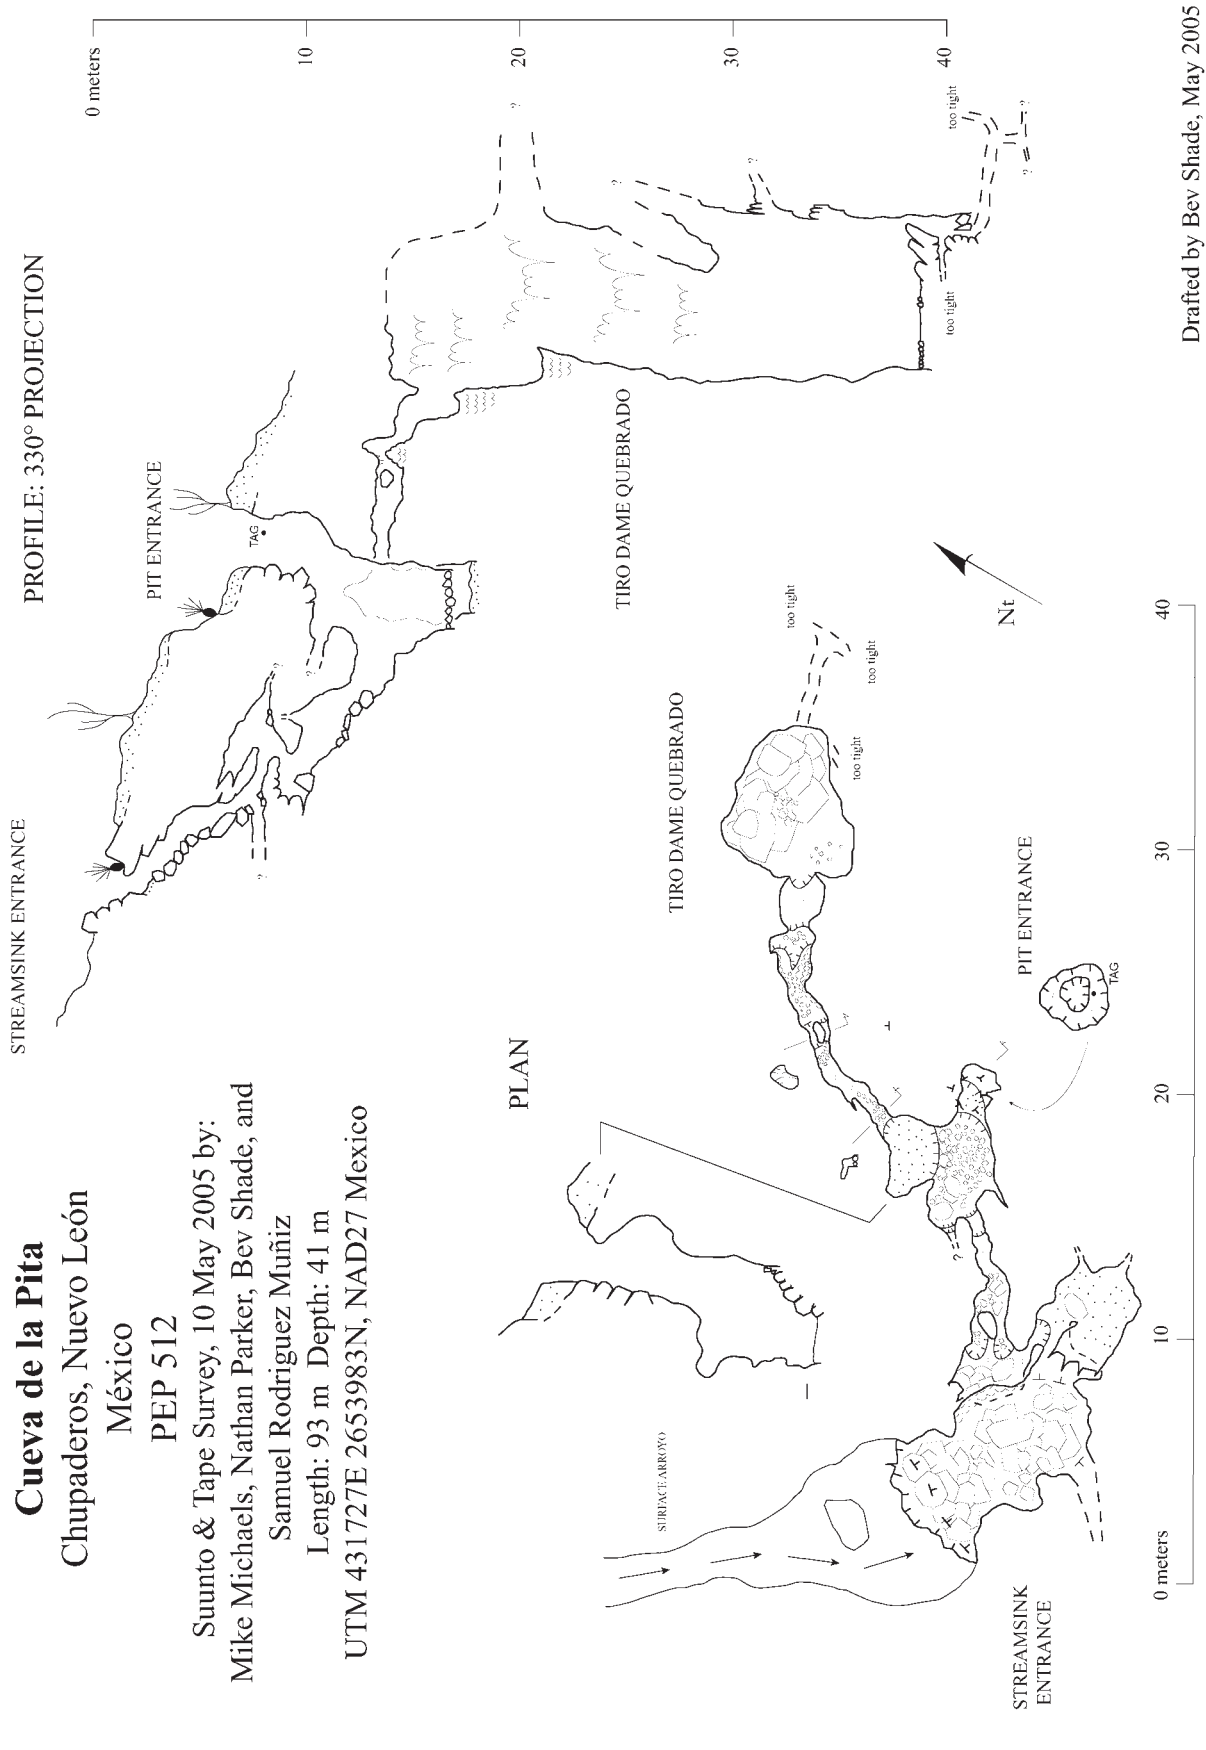 Cueva de la Pita
Chupaderos, Nuevo León
México
PEP 512
Suunto & Tape Survey, 10 May 2005 by:
Mike Michaels, Nathan Parker, Bev Shade, and
Samuel Rodriguez Muñiz
Length: 93 m Depth: 41 m
UTM 431727E 2653983N, NAD27 Mexico
PROFILE: 330° PROJECTION
STREAMSINK ENTRANCE
PIT ENTRANCE
TAG
?
?
?
?
?
?
?
?
0 meters
10
20
30
40
too tight
too tight
TIRO DAME QUEBRADO
PLAN
SURFACE ARROYO
STREAMSINK
ENTRANCE
?
TIRO DAME QUEBRADO
too tight
too tight
too tight
PIT ENTRANCE
TAG
Nt
0 meters
10
20
30
40
Drafted by Bev Shade, May 2005